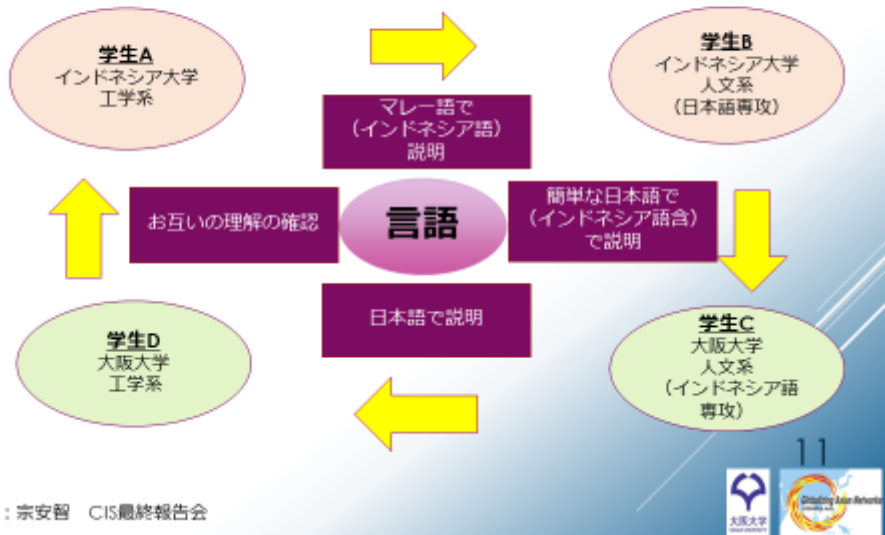 学生A
インドネシア大学
工学系
学生B
インドネシア大学
人文系
(日本語専攻)
マレー語で
(インドネシア語)
説明
お互いの理解の確認
言語
簡単な日本語で
(インドネシア語含)
で説明
日本語で説明
学生D
大阪大学
工学系
学生C
大阪大学
人文系
(インドネシア語
専攻)
11
:宗安智 CIS最終報告会
大阪大学
OSAKA UNIVERSITY
Globalizing Asian Networks